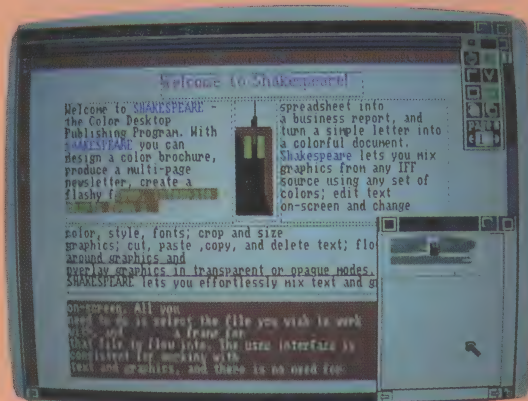 Welcome to Shakespeare!
Welcome to SHAKESPEARE -
the Color Desktop
Publishing Program. With
SHAKESPEARE you can
design a color brochure,
produce a multi-page
newsletter, create a
flashy
spreadsheet into
a business report, and
turn a simple letter into
a colorful document.
Shakespeare lets you mix
graphics from any IFF
source using any set of
colors; edit text
on-screen and change
color, style, fonts; crop and size
graphics; cut, paste ,copy, and delete text; flo
around graphics and
overlay graphics in transparent or opaque modes.
SHAKESPEARE lets you effortlessly mix text and g
on-screen. All you
need to do is select the file you wish to work
with and a frame for
that file to flow into. The user interface is
consistent for working with
text and graphics, and there is no need for
PAGE
1